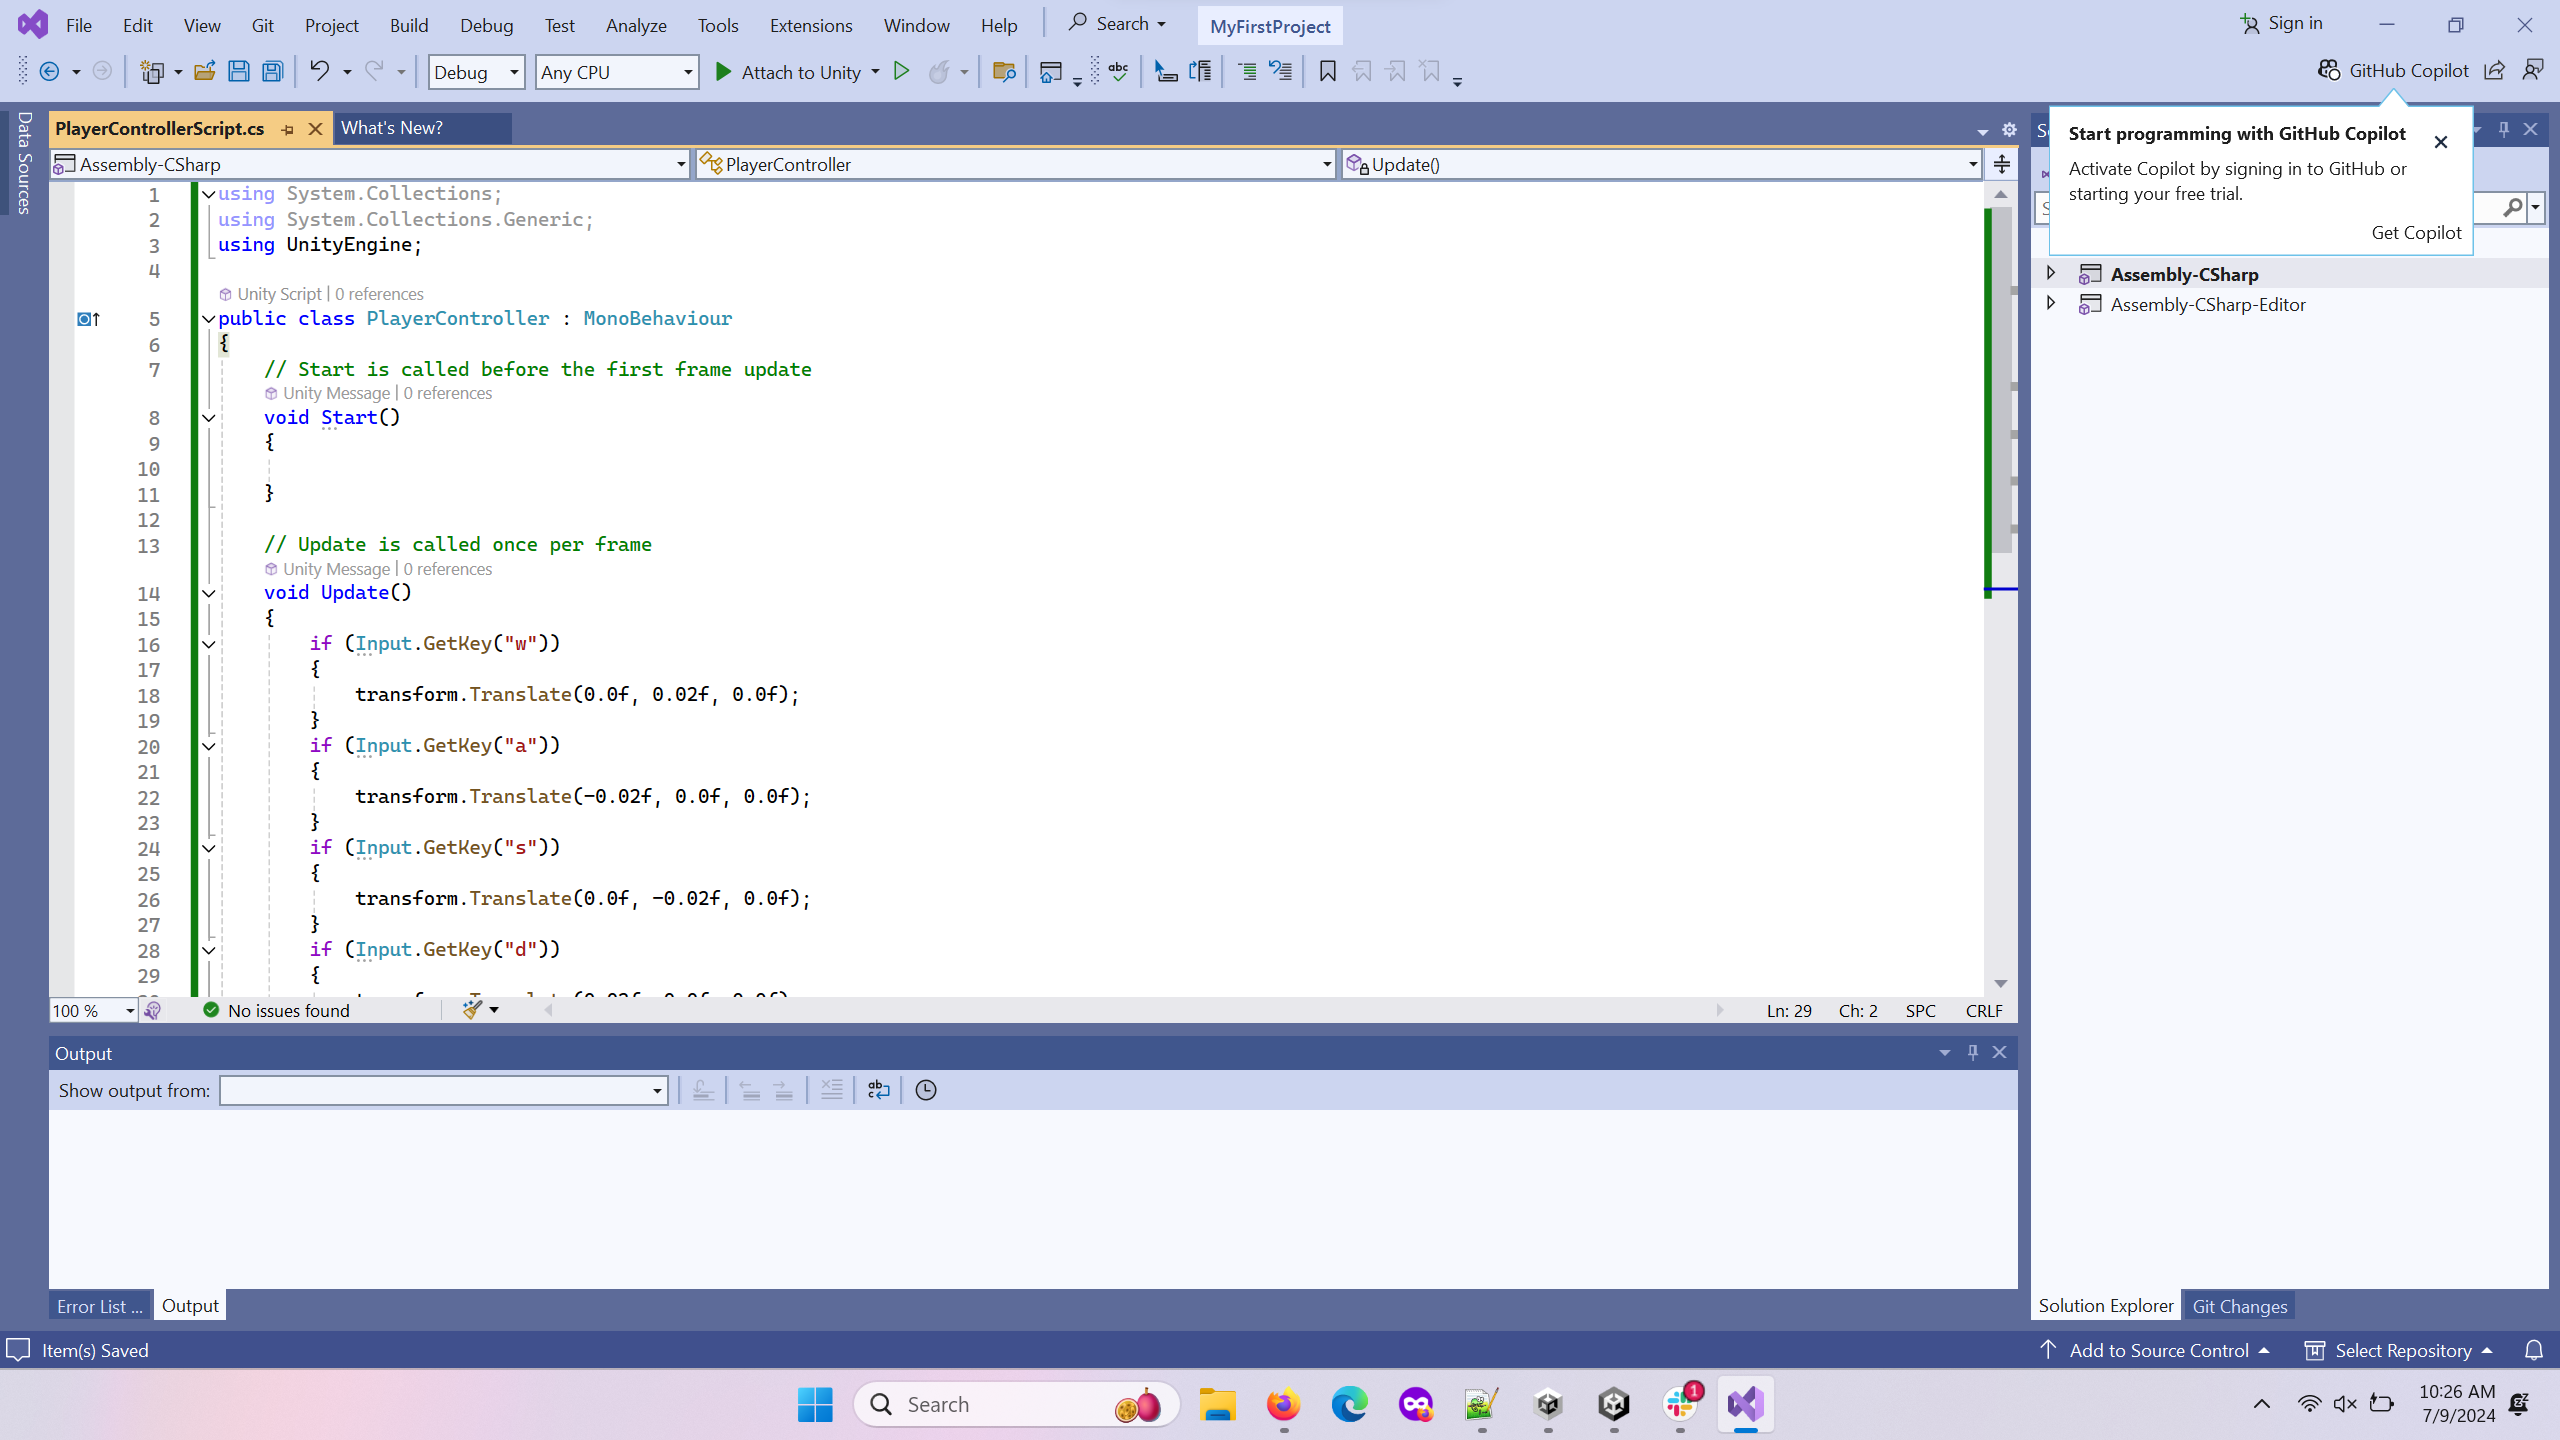 File Edit View Git Project Build Debug Test Analyze Tools Extensions Window Help Search MyFirstProject Sign in
Debug Any CPU Attach to Unity abc GitHub Copilot
Data Sources
PlayerControllerScript.cs What's New?
Assembly-CSharp PlayerController Update()
Start programming with GitHub Copilot
Activate Copilot by signing in to GitHub or
starting your free trial.
Get Copilot
Assembly-CSharp
Assembly-CSharp-Editor
1 using System.Collections;
2 using System.Collections.Generic;
3 using UnityEngine;
4
Unity Script | 0 references
5 public class PlayerController : MonoBehaviour
6 {
7 // Start is called before the first frame update
Unity Message | 0 references
8 void Start()
9 {
10
11 }
12
13 // Update is called once per frame
Unity Message | 0 references
14 void Update()
15 {
16 if (Input.GetKey("w"))
17 {
18 transform.Translate(0.0f, 0.02f, 0.0f);
19 }
20 if (Input.GetKey("a"))
21 {
22 transform.Translate(-0.02f, 0.0f, 0.0f);
23 }
24 if (Input.GetKey("s"))
25 {
26 transform.Translate(0.0f, -0.02f, 0.0f);
27 }
28 if (Input.GetKey("d"))
29 {
100 % No issues found Ln: 29 Ch: 2 SPC CRLF
Output
Show output from:
Error List ... Output
Solution Explorer Git Changes
Item(s) Saved Add to Source Control Select Repository
Search
1
10:26 AM
7/9/2024